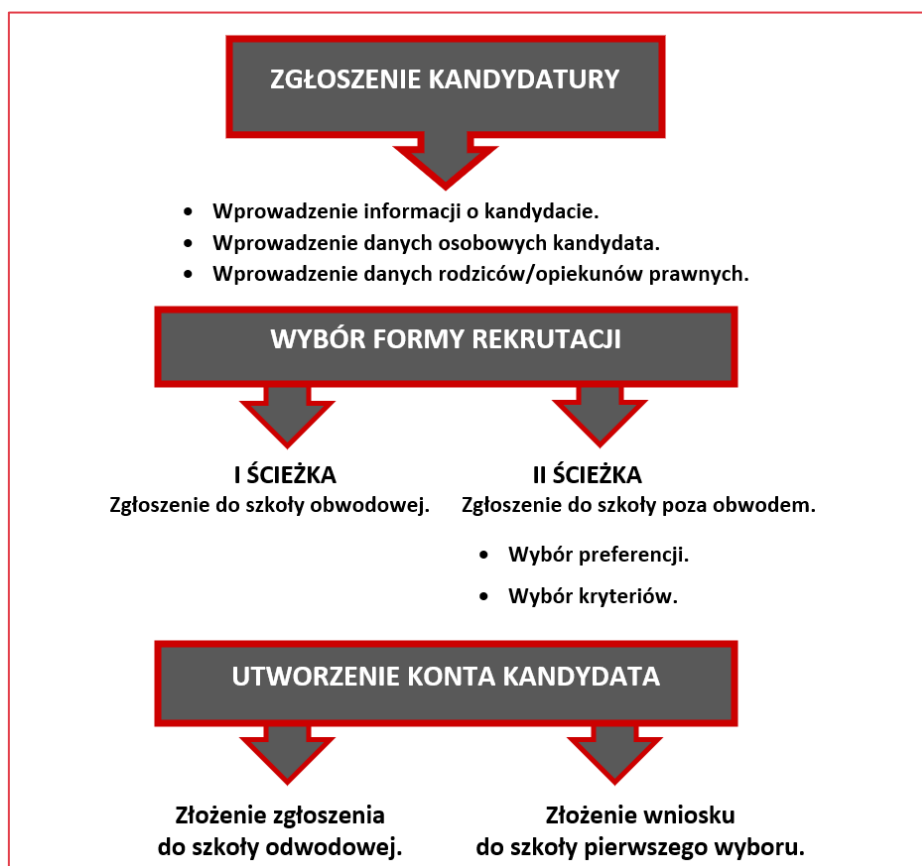 ZGŁOSZENIE KANDYDATURY
• Wprowadzenie informacji o kandydacie.
• Wprowadzenie danych osobowych kandydata.
• Wprowadzenie danych rodziców/opiekunów prawnych.
WYBÓR FORMY REKRUTACJI
I ŚCIEŻKA
Zgłoszenie do szkoły obwodowej.
II ŚCIEŻKA
Zgłoszenie do szkoły poza obwodem.
• Wybór preferencji.
• Wybór kryteriów.
UTWORZENIE KONTA KANDYDATA
Złożenie zgłoszenia
do szkoły odwodowej.
Złożenie wniosku
do szkoły pierwszego wyboru.